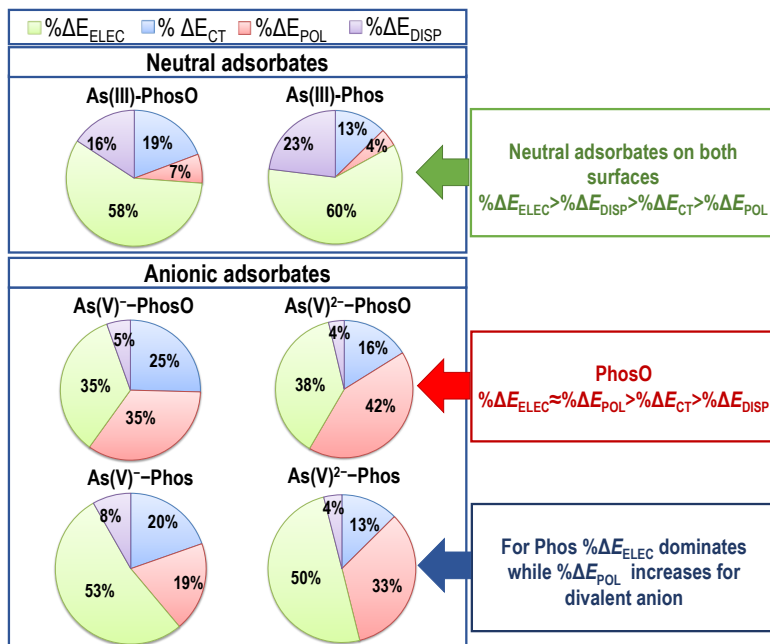 %ΔE_ELEC % ΔE_CT %ΔE_POL %ΔE_DISP
Neutral adsorbates
As(III)-PhosO
16%
19%
7%
58%
As(III)-Phos
23%
13%
4%
60%
Neutral adsorbates on both
surfaces
%ΔE_ELEC>%ΔE_DISP>%ΔE_CT>%ΔE_POL
Anionic adsorbates
As(V)⁻–PhosO
5%
25%
35%
35%
As(V)²⁻–PhosO
4%
16%
38%
42%
PhosO
%ΔE_ELEC≈%ΔE_POL>%ΔE_CT>%ΔE_DISP
As(V)⁻–Phos
8%
20%
19%
53%
As(V)²⁻–Phos
4%
13%
50%
33%
For Phos %ΔE_ELEC dominates
while %ΔE_POL increases for
divalent anion